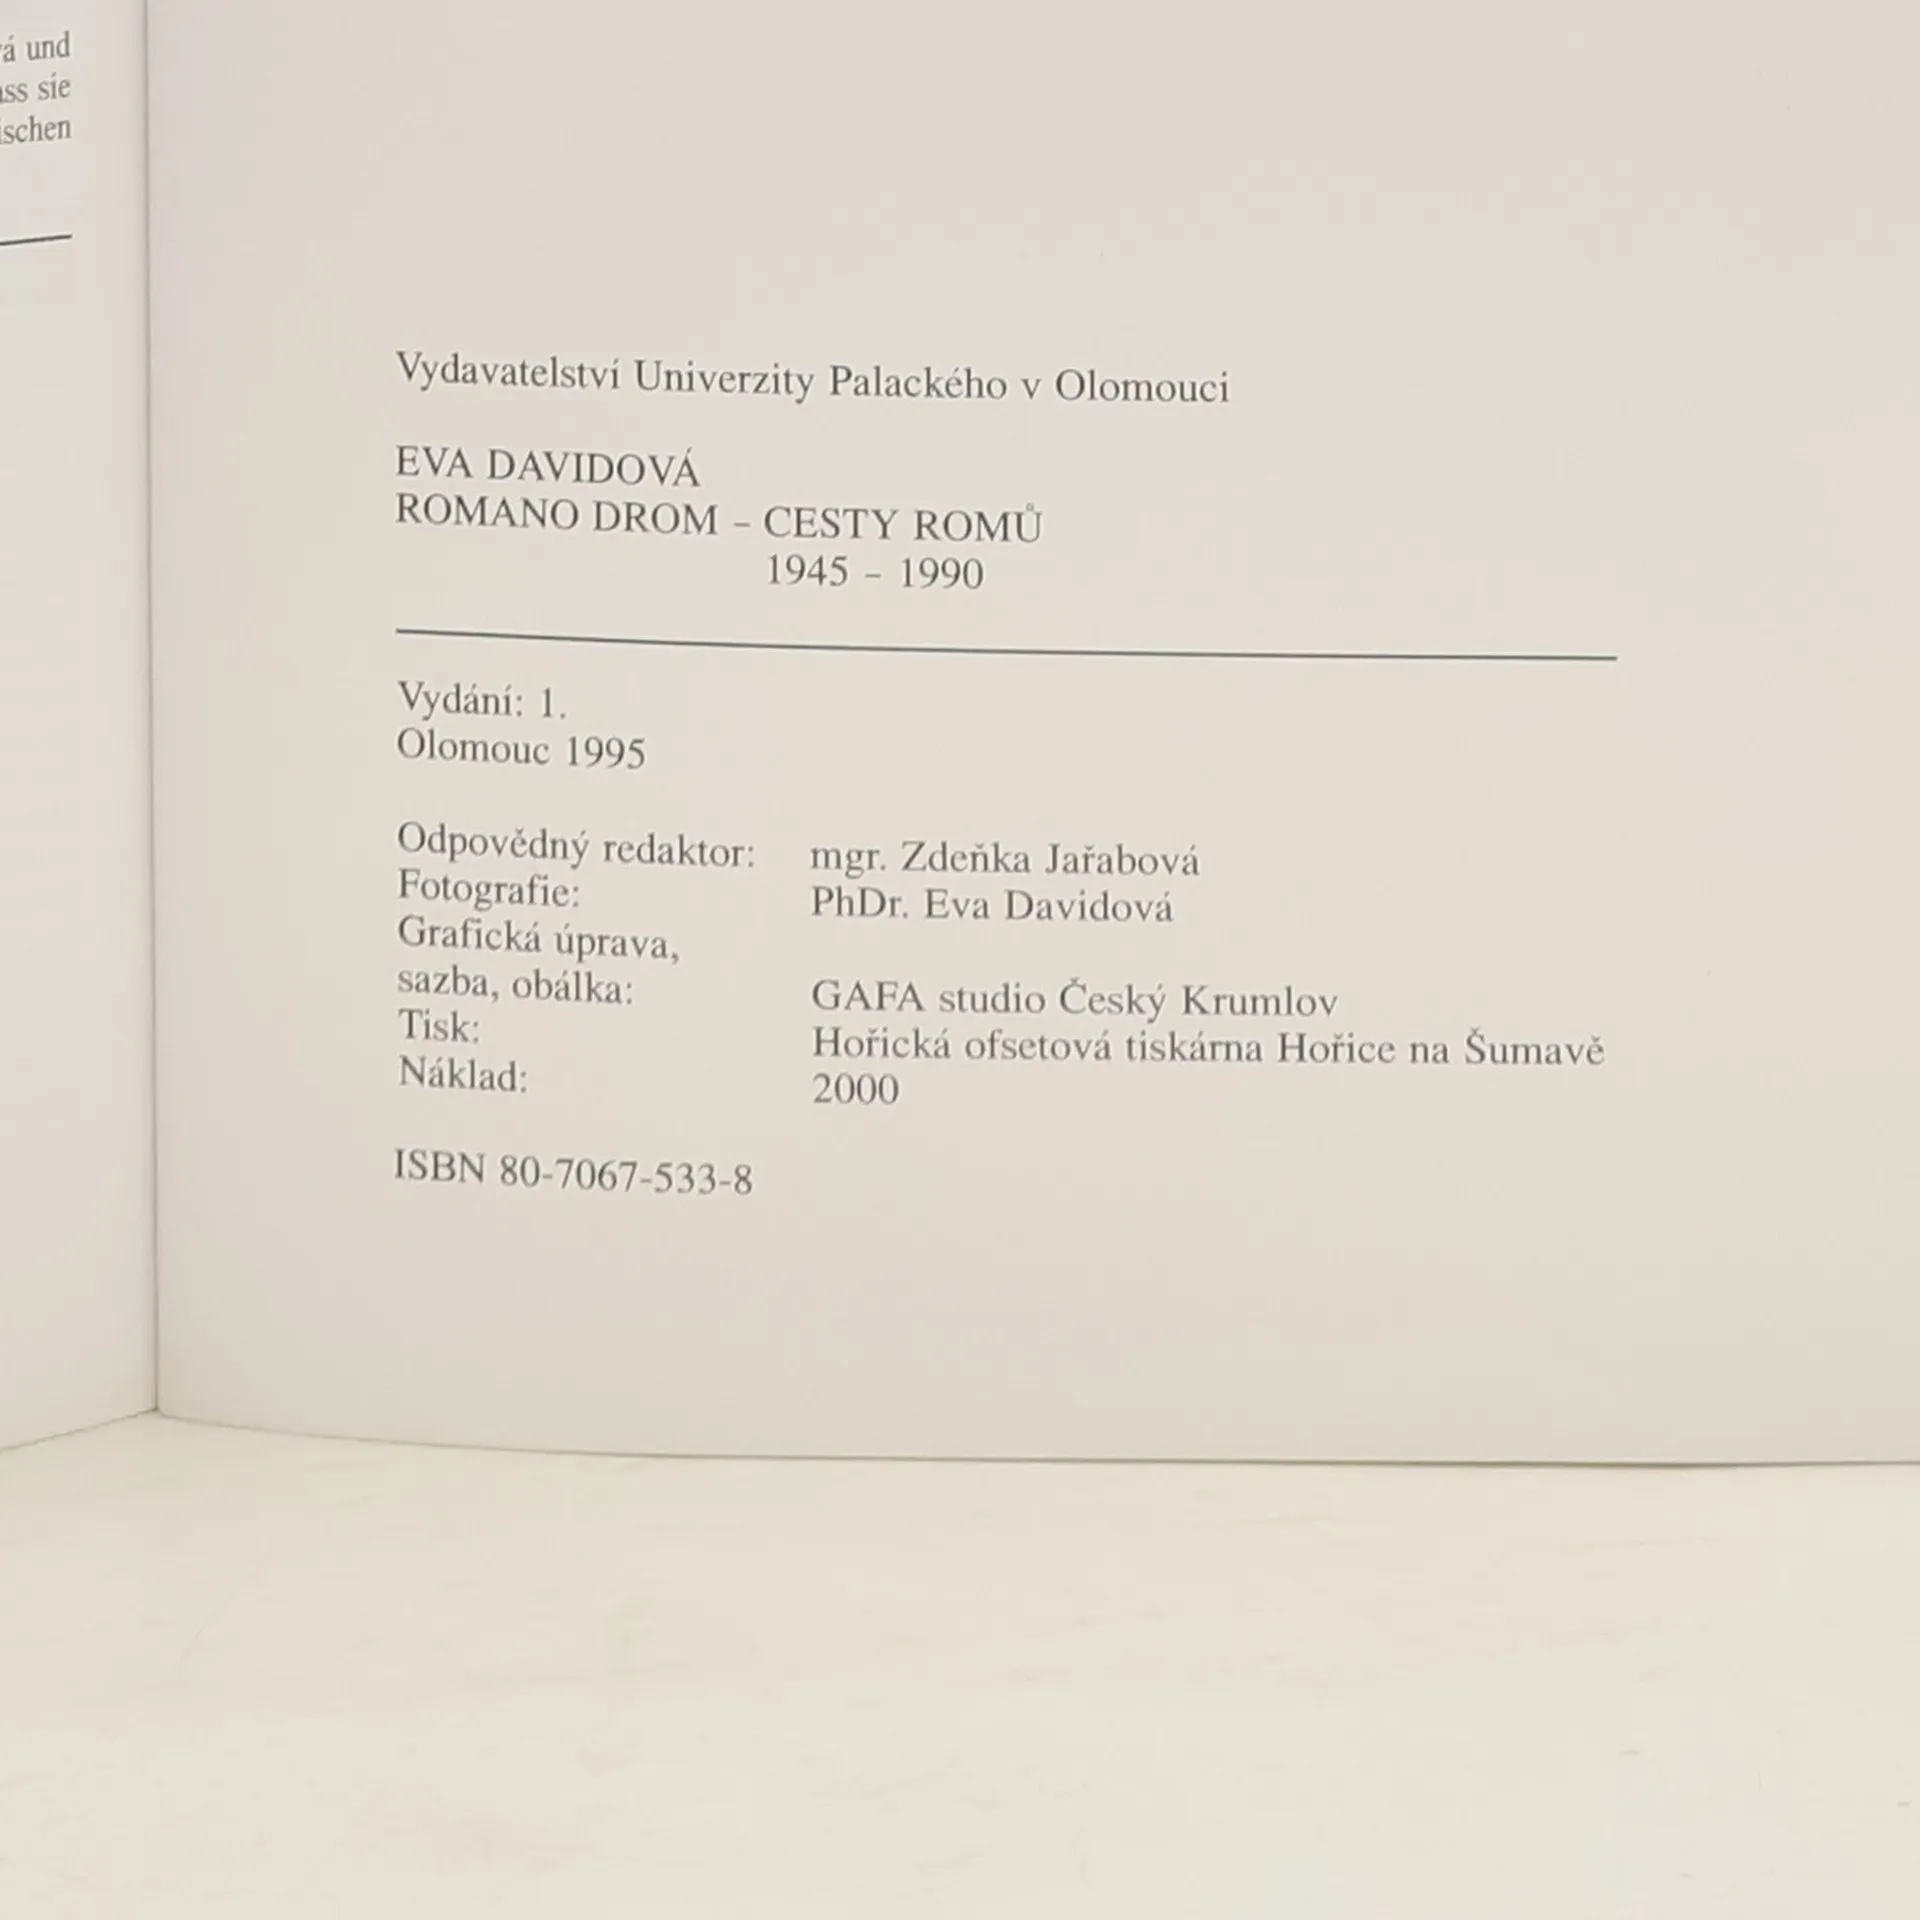 á und
ss sie
ischen
Vydavatelství Univerzity Palackého v Olomouci
EVA DAVIDOVÁ
ROMANO DROM – CESTY ROMŮ
1945 – 1990
Vydání: 1.
Olomouc 1995
Odpovědný redaktor: mgr. Zdeňka Jařabová
Fotografie: PhDr. Eva Davidová
Grafická úprava,
sazba, obálka: GAFA studio Český Krumlov
Tisk: Hořická ofsetová tiskárna Hořice na Šumavě
Náklad: 2000
ISBN 80-7067-533-8